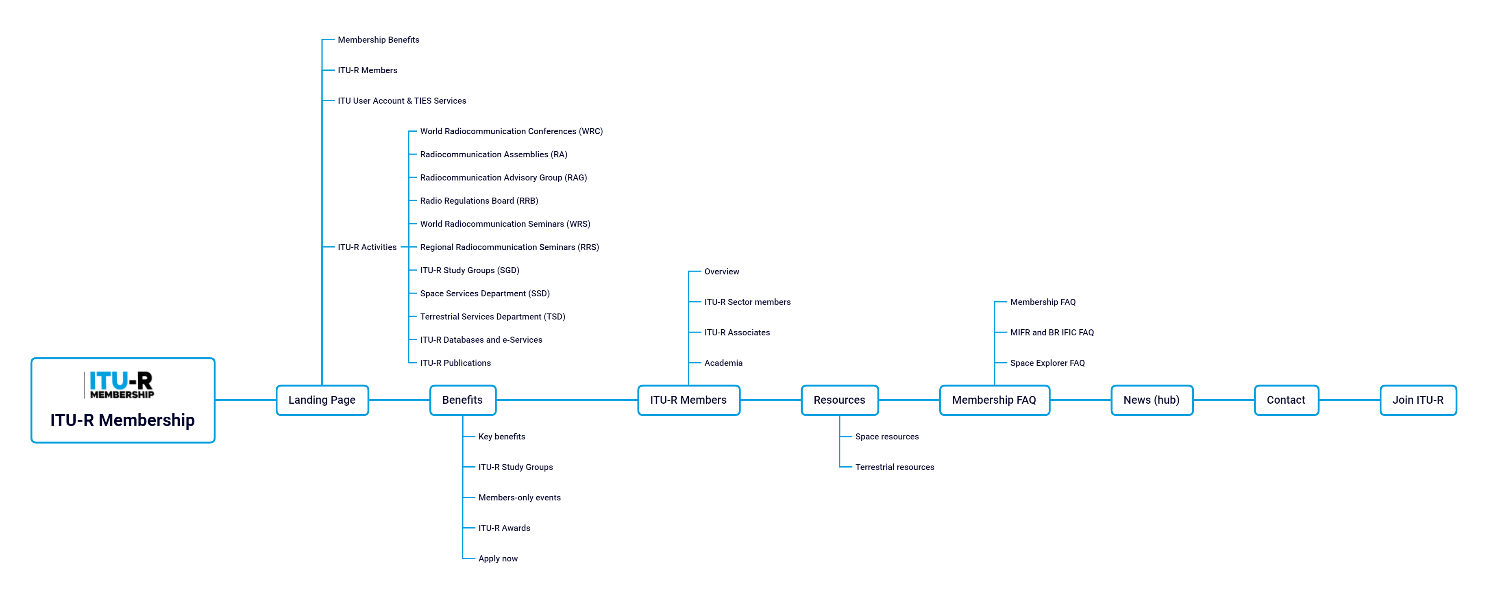 Membership Benefits
ITU-R Members
ITU User Account & TIES Services
ITU-R Activities
World Radiocommunication Conferences (WRC)
Radiocommunication Assemblies (RA)
Radiocommunication Advisory Group (RAG)
Radio Regulations Board (RRB)
World Radiocommunication Seminars (WRS)
Regional Radiocommunication Seminars (RRS)
ITU-R Study Groups (SGD)
Space Services Department (SSD)
Terrestrial Services Department (TSD)
ITU-R Databases and e-Services
ITU-R Publications
Overview
ITU-R Sector members
ITU-R Associates
Academia
Membership FAQ
MIFR and BR IFIC FAQ
Space Explorer FAQ
ITU-R
MEMBERSHIP
ITU-R Membership
Landing Page
Benefits
ITU-R Members
Resources
Membership FAQ
News (hub)
Contact
Join ITU-R
Key benefits
ITU-R Study Groups
Members-only events
ITU-R Awards
Apply now
Space resources
Terrestrial resources